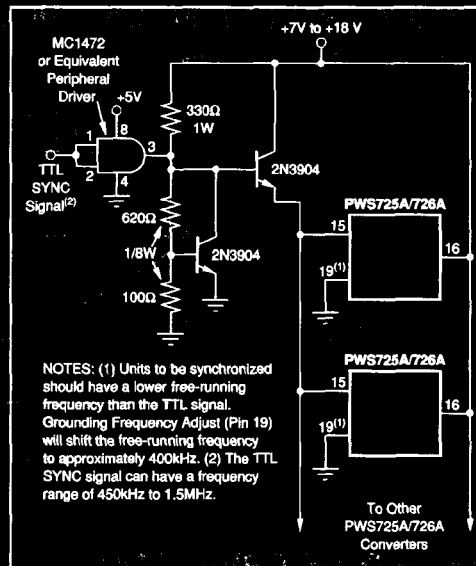 +7V to +18 V
MC1472
or Equivalent
Peripheral
Driver
+5V
330Ω
1W
1
8
3
2
4
TTL
SYNC
Signal(2)
2N3904
620Ω
1/8W
2N3904
100Ω
PWS725A/726A
15
16
19(1)
PWS725A/726A
15
16
19(1)
NOTES: (1) Units to be synchronized
should have a lower free-running
frequency than the TTL signal.
Grounding Frequency Adjust (Pin 19)
will shift the free-running frequency
to approximately 400kHz. (2) The TTL
SYNC signal can have a frequency
range of 450kHz to 1.5MHz.
To Other
PWS725A/726A
Converters